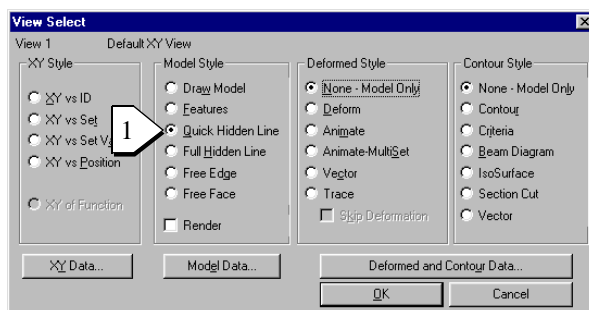 View Select
View 1 Default XY View
XY Style
XY vs ID
XY vs Set
XY vs Set
XY vs Position
XY of Function
XY Data...
Model Style
Draw Model
Features
Quick Hidden Line
Full Hidden Line
Free Edge
Free Face
Render
Model Data...
Deformed Style
None - Model Only
Deform
Animate
Animate-MultiSet
Vector
Trace
Skip Deformation
Contour Style
None - Model Only
Contour
Criteria
Beam Diagram
IsoSurface
Section Cut
Vector
Deformed and Contour Data...
OK
Cancel
1